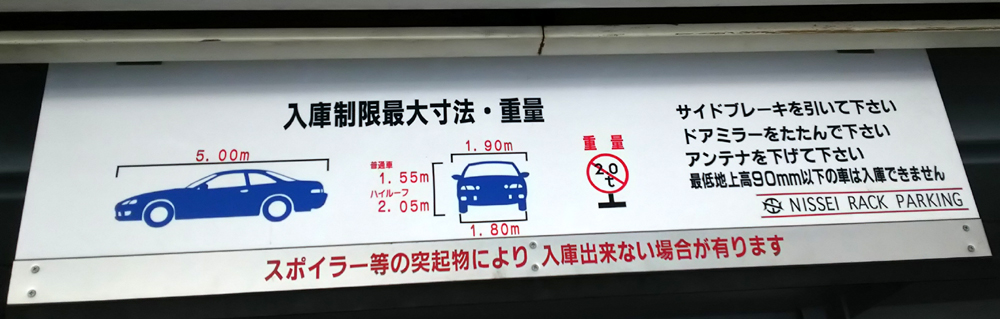 入庫制限最大寸法・重量
5.00m
普通車
1.55m
ハイルーフ
2.05m
1.90m
1.80m
重量
2.0
t
サイドブレーキを引いて下さい
ドアミラーをたたんで下さい
アンテナを下げて下さい
最低地上高90mm以下の車は入庫できません
NISSEI RACK PARKING
スポイラー等の突起物により 入庫出来ない場合が有ります